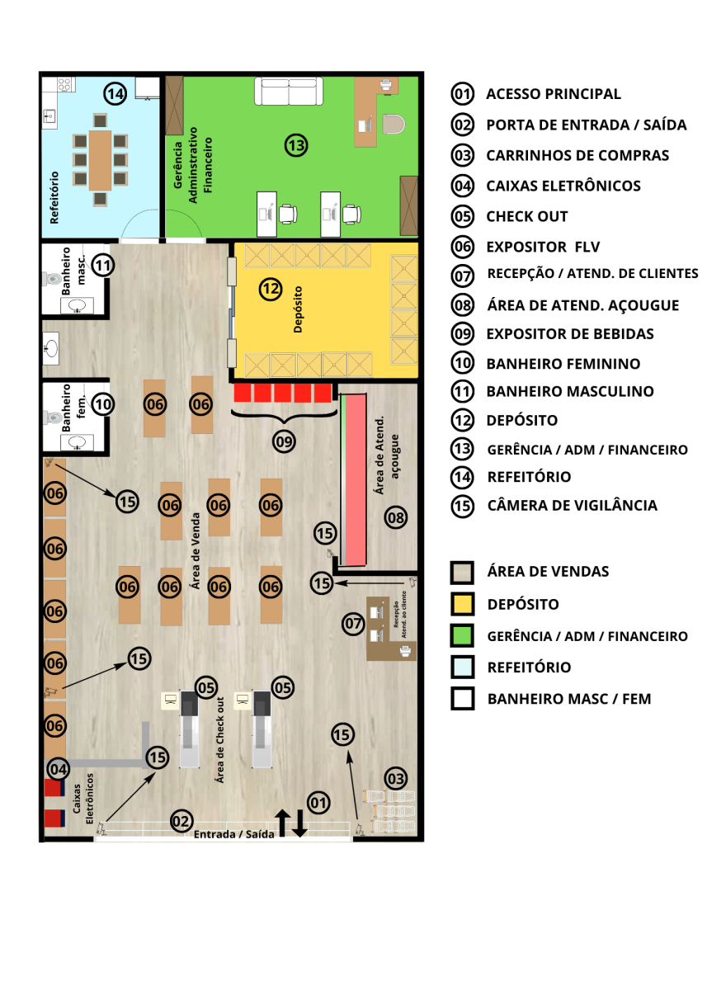 14
13
Gerência
Adminstrativo
Financeiro
Refeitório
11
Banheiro
masc.
12
Depósito
10
Banheiro
fem.
06
06
09
Área de Atend.
açougue
08
06
15
06
06
06
15
06
Área de Venda
06
06
06
06
15
06
07
Recepção
Atend. ao cliente
06
15
05
05
06
Área de Check out
15
15
04
Caixas
Eletrônicos
03
01
02
Entrada / Saída
01 ACESSO PRINCIPAL
02 PORTA DE ENTRADA / SAÍDA
03 CARRINHOS DE COMPRAS
04 CAIXAS ELETRÔNICOS
05 CHECK OUT
06 EXPOSITOR FLV
07 RECEPÇÃO / ATEND. DE CLIENTES
08 ÁREA DE ATEND. AÇOUGUE
09 EXPOSITOR DE BEBIDAS
10 BANHEIRO FEMININO
11 BANHEIRO MASCULINO
12 DEPÓSITO
13 GERÊNCIA / ADM / FINANCEIRO
14 REFEITÓRIO
15 CÂMERA DE VIGILÂNCIA
ÁREA DE VENDAS
DEPÓSITO
GERÊNCIA / ADM / FINANCEIRO
REFEITÓRIO
BANHEIRO MASC / FEM